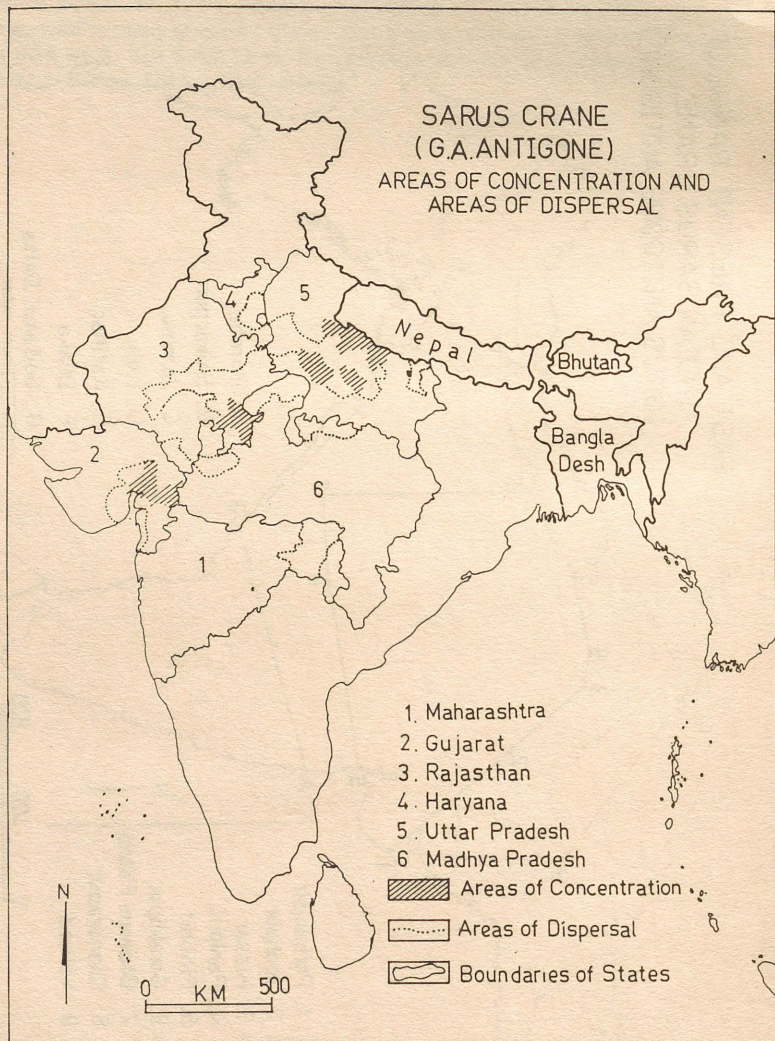 SARUS CRANE
(G.A.ANTIGONE)
AREAS OF CONCENTRATION AND
AREAS OF DISPERSAL
4
5
3
Nepal
Bhutan
2
Bangla
Desh
6
1
1. Maharashtra
2. Gujarat
3. Rajasthan
4. Haryana
5. Uttar Pradesh
6 Madhya Pradesh
Areas of Concentration
Areas of Dispersal
Boundaries of States
N
0 KM 500